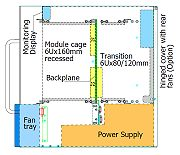 Monitoring
Display
Module cage
6Ux160mm
recessed
Backplane
Transition
6Ux80/120mm
hinged cover with rear
fans (Option)
Fan
tray
Power Supply